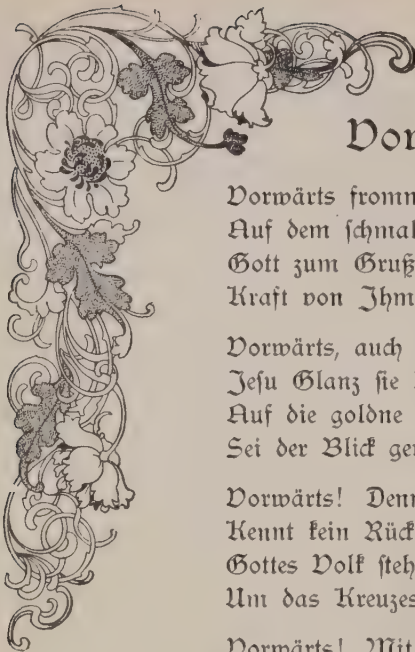 Vor
Vorwärts fromm
Auf dem schmal
Gott zum Gruß
Kraft von Ihm
Vorwärts, auch
Jesu Glanz sie
Auf die goldne
Sei der Blick ger
Vorwärts! Denn
Kennt kein Rück
Gottes Volk steh
Um das Kreuzes
Vorwärts! Mit